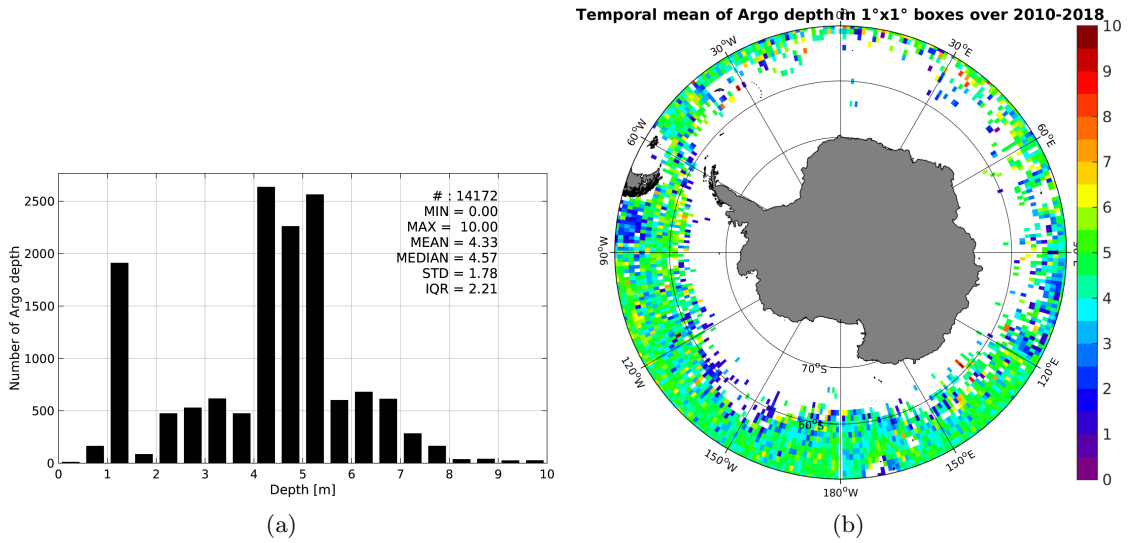 Temporal mean of Argo depth in 1°x1° boxes over 2010-2018
# : 14172
MIN = 0.00
MAX = 10.00
MEAN = 4.33
MEDIAN = 4.57
STD = 1.78
IQR = 2.21
2500
2000
1500
1000
500
0
Number of Argo depth
0 1 2 3 4 5 6 7 8 9 10
Depth [m]
(a)
30°W
30°E
60°W
60°E
90°W
120°W
120°E
150°W
150°E
180°W
70°S
60°S
10
9
8
7
6
5
4
3
2
1
0
(b)